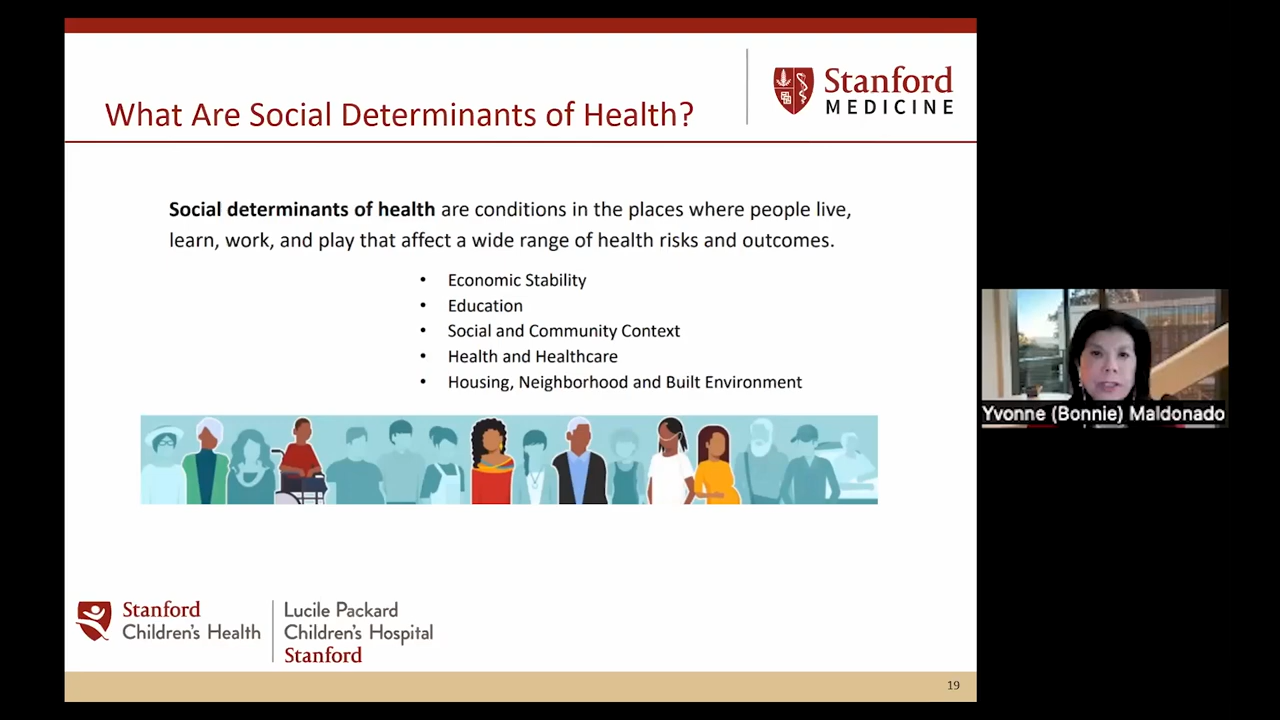 What Are Social Determinants of Health?
Stanford
MEDICINE
Social determinants of health are conditions in the places where people live,
learn, work, and play that affect a wide range of health risks and outcomes.
• Economic Stability
• Education
• Social and Community Context
• Health and Healthcare
• Housing, Neighborhood and Built Environment
Yvonne (Bonnie) Maldonado
Stanford
Children's Health
Lucile Packard
Children's Hospital
Stanford
19